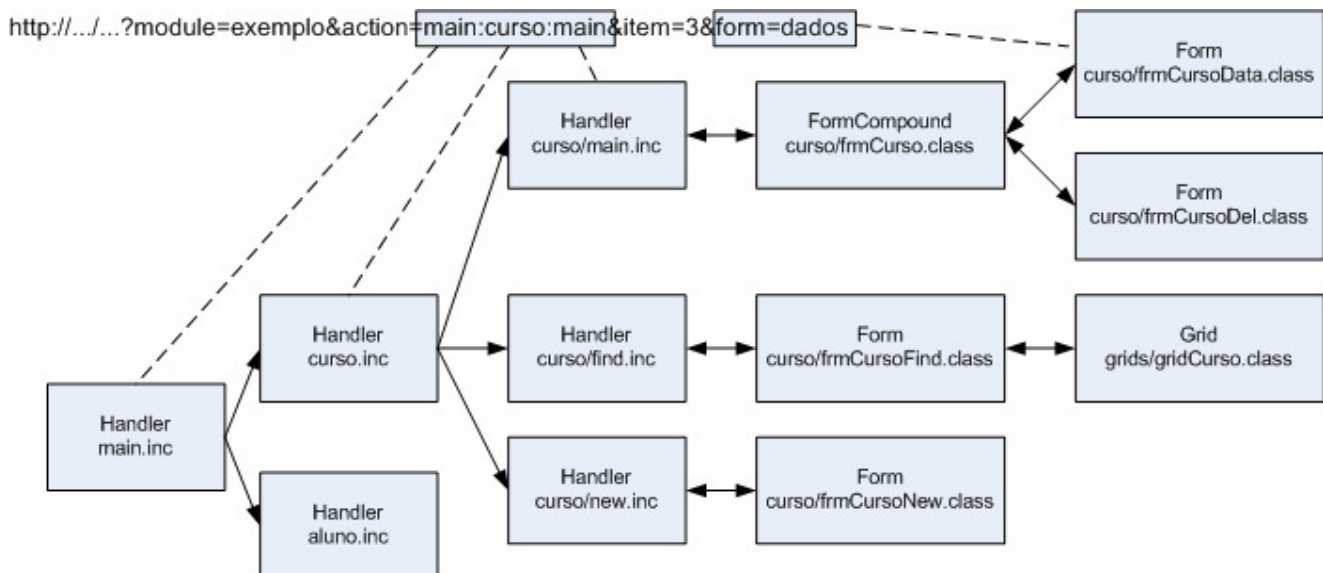 http://.../...?module=exemplo&action=main:curso:main&item=3&form=dados
Form
curso/frmCursoData.class
Handler
curso/main.inc
FormCompound
curso/frmCurso.class
Form
curso/frmCursoDel.class
Handler
curso.inc
Handler
curso/find.inc
Form
curso/frmCursoFind.class
Grid
grids/gridCurso.class
Handler
main.inc
Handler
curso/new.inc
Form
curso/frmCursoNew.class
Handler
aluno.inc